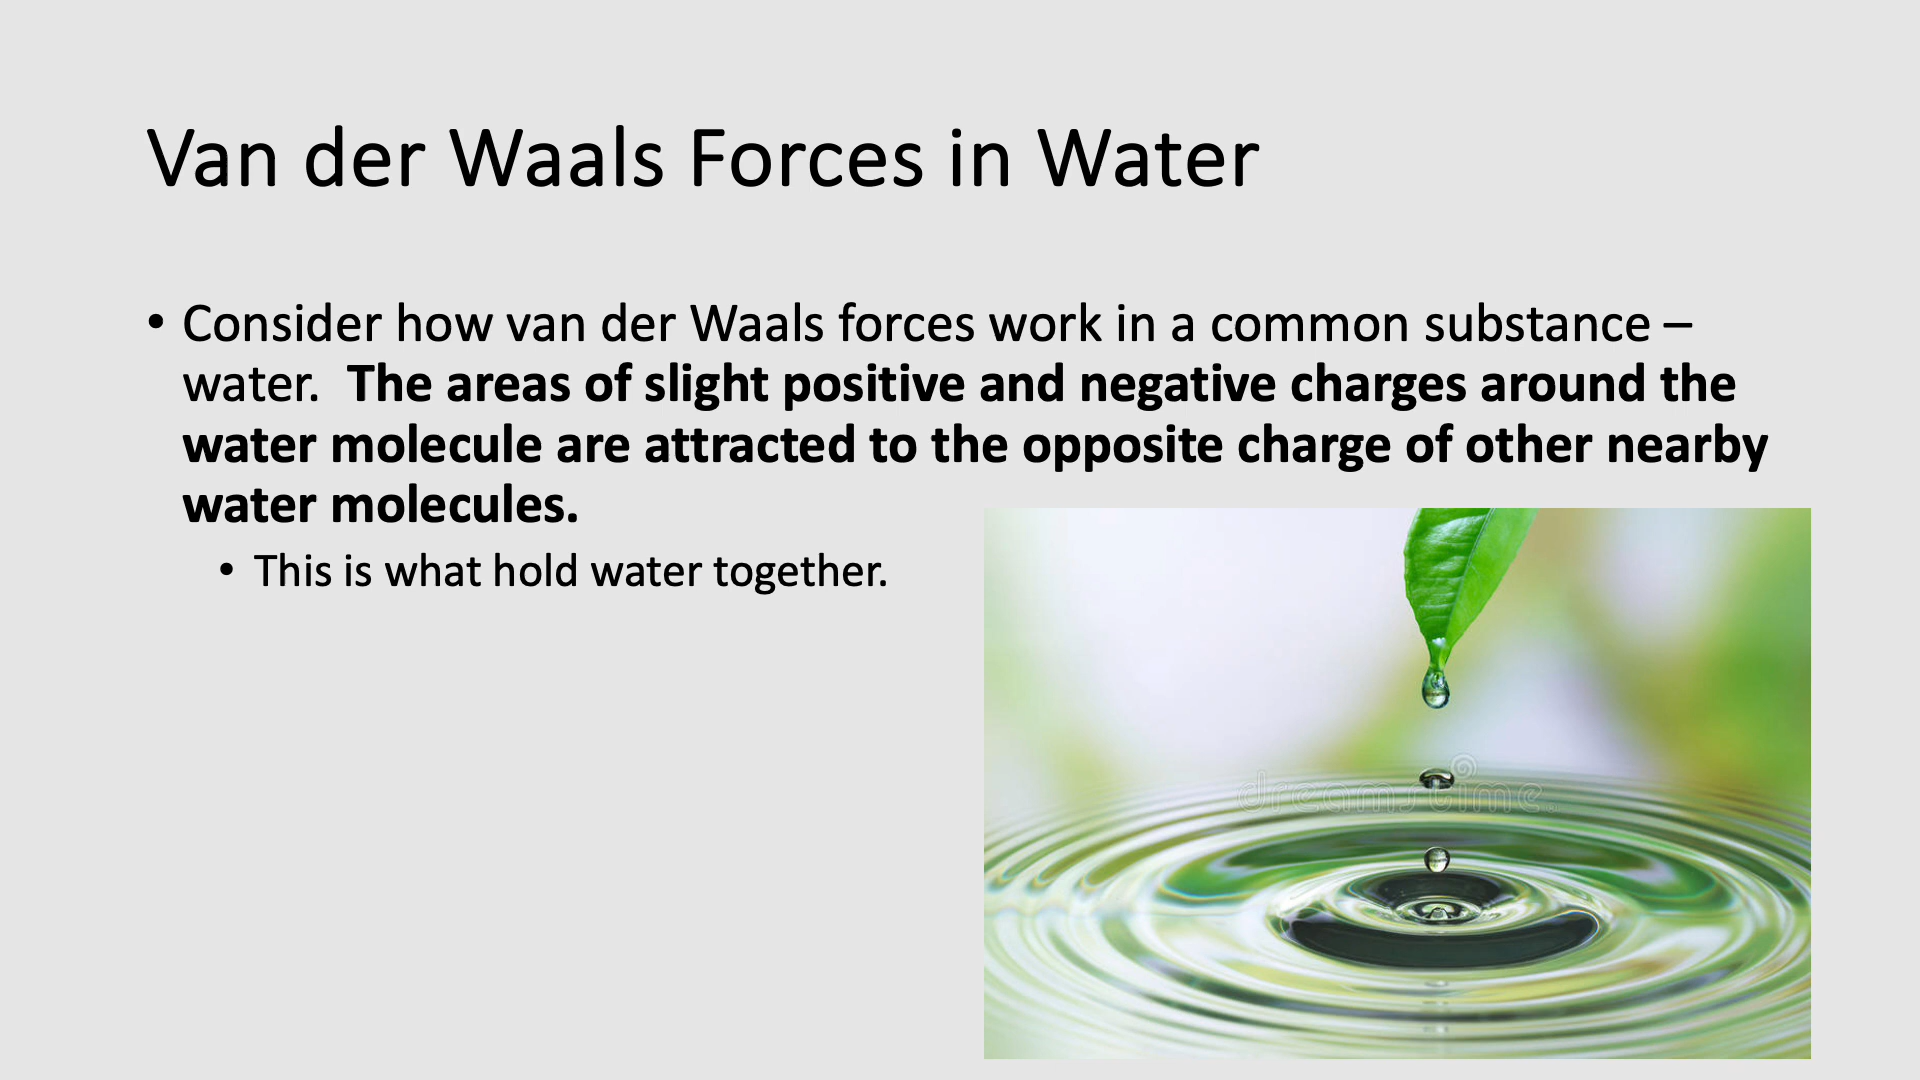 Van der Waals Forces in Water
• Consider how van der Waals forces work in a common substance –
water.  The areas of slight positive and negative charges around the
water molecule are attracted to the opposite charge of other nearby
water molecules.
• This is what hold water together.
dreamstime.